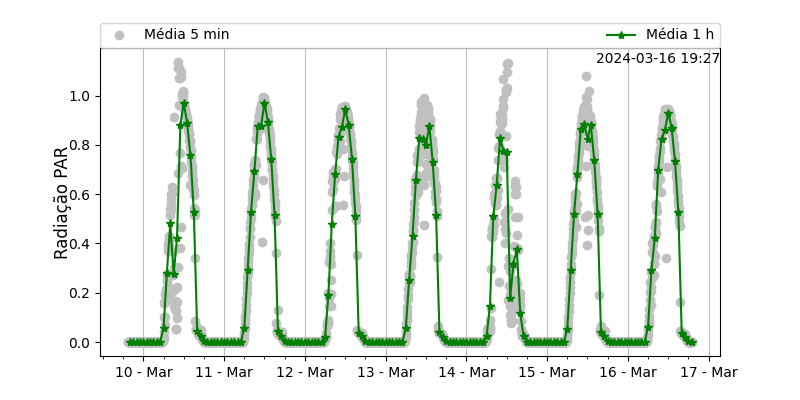 Média 5 min
Média 1 h
2024-03-16 19:27
Radiação PAR
1.0
0.8
0.6
0.4
0.2
0.0
10 - Mar
11 - Mar
12 - Mar
13 - Mar
14 - Mar
15 - Mar
16 - Mar
17 - Mar